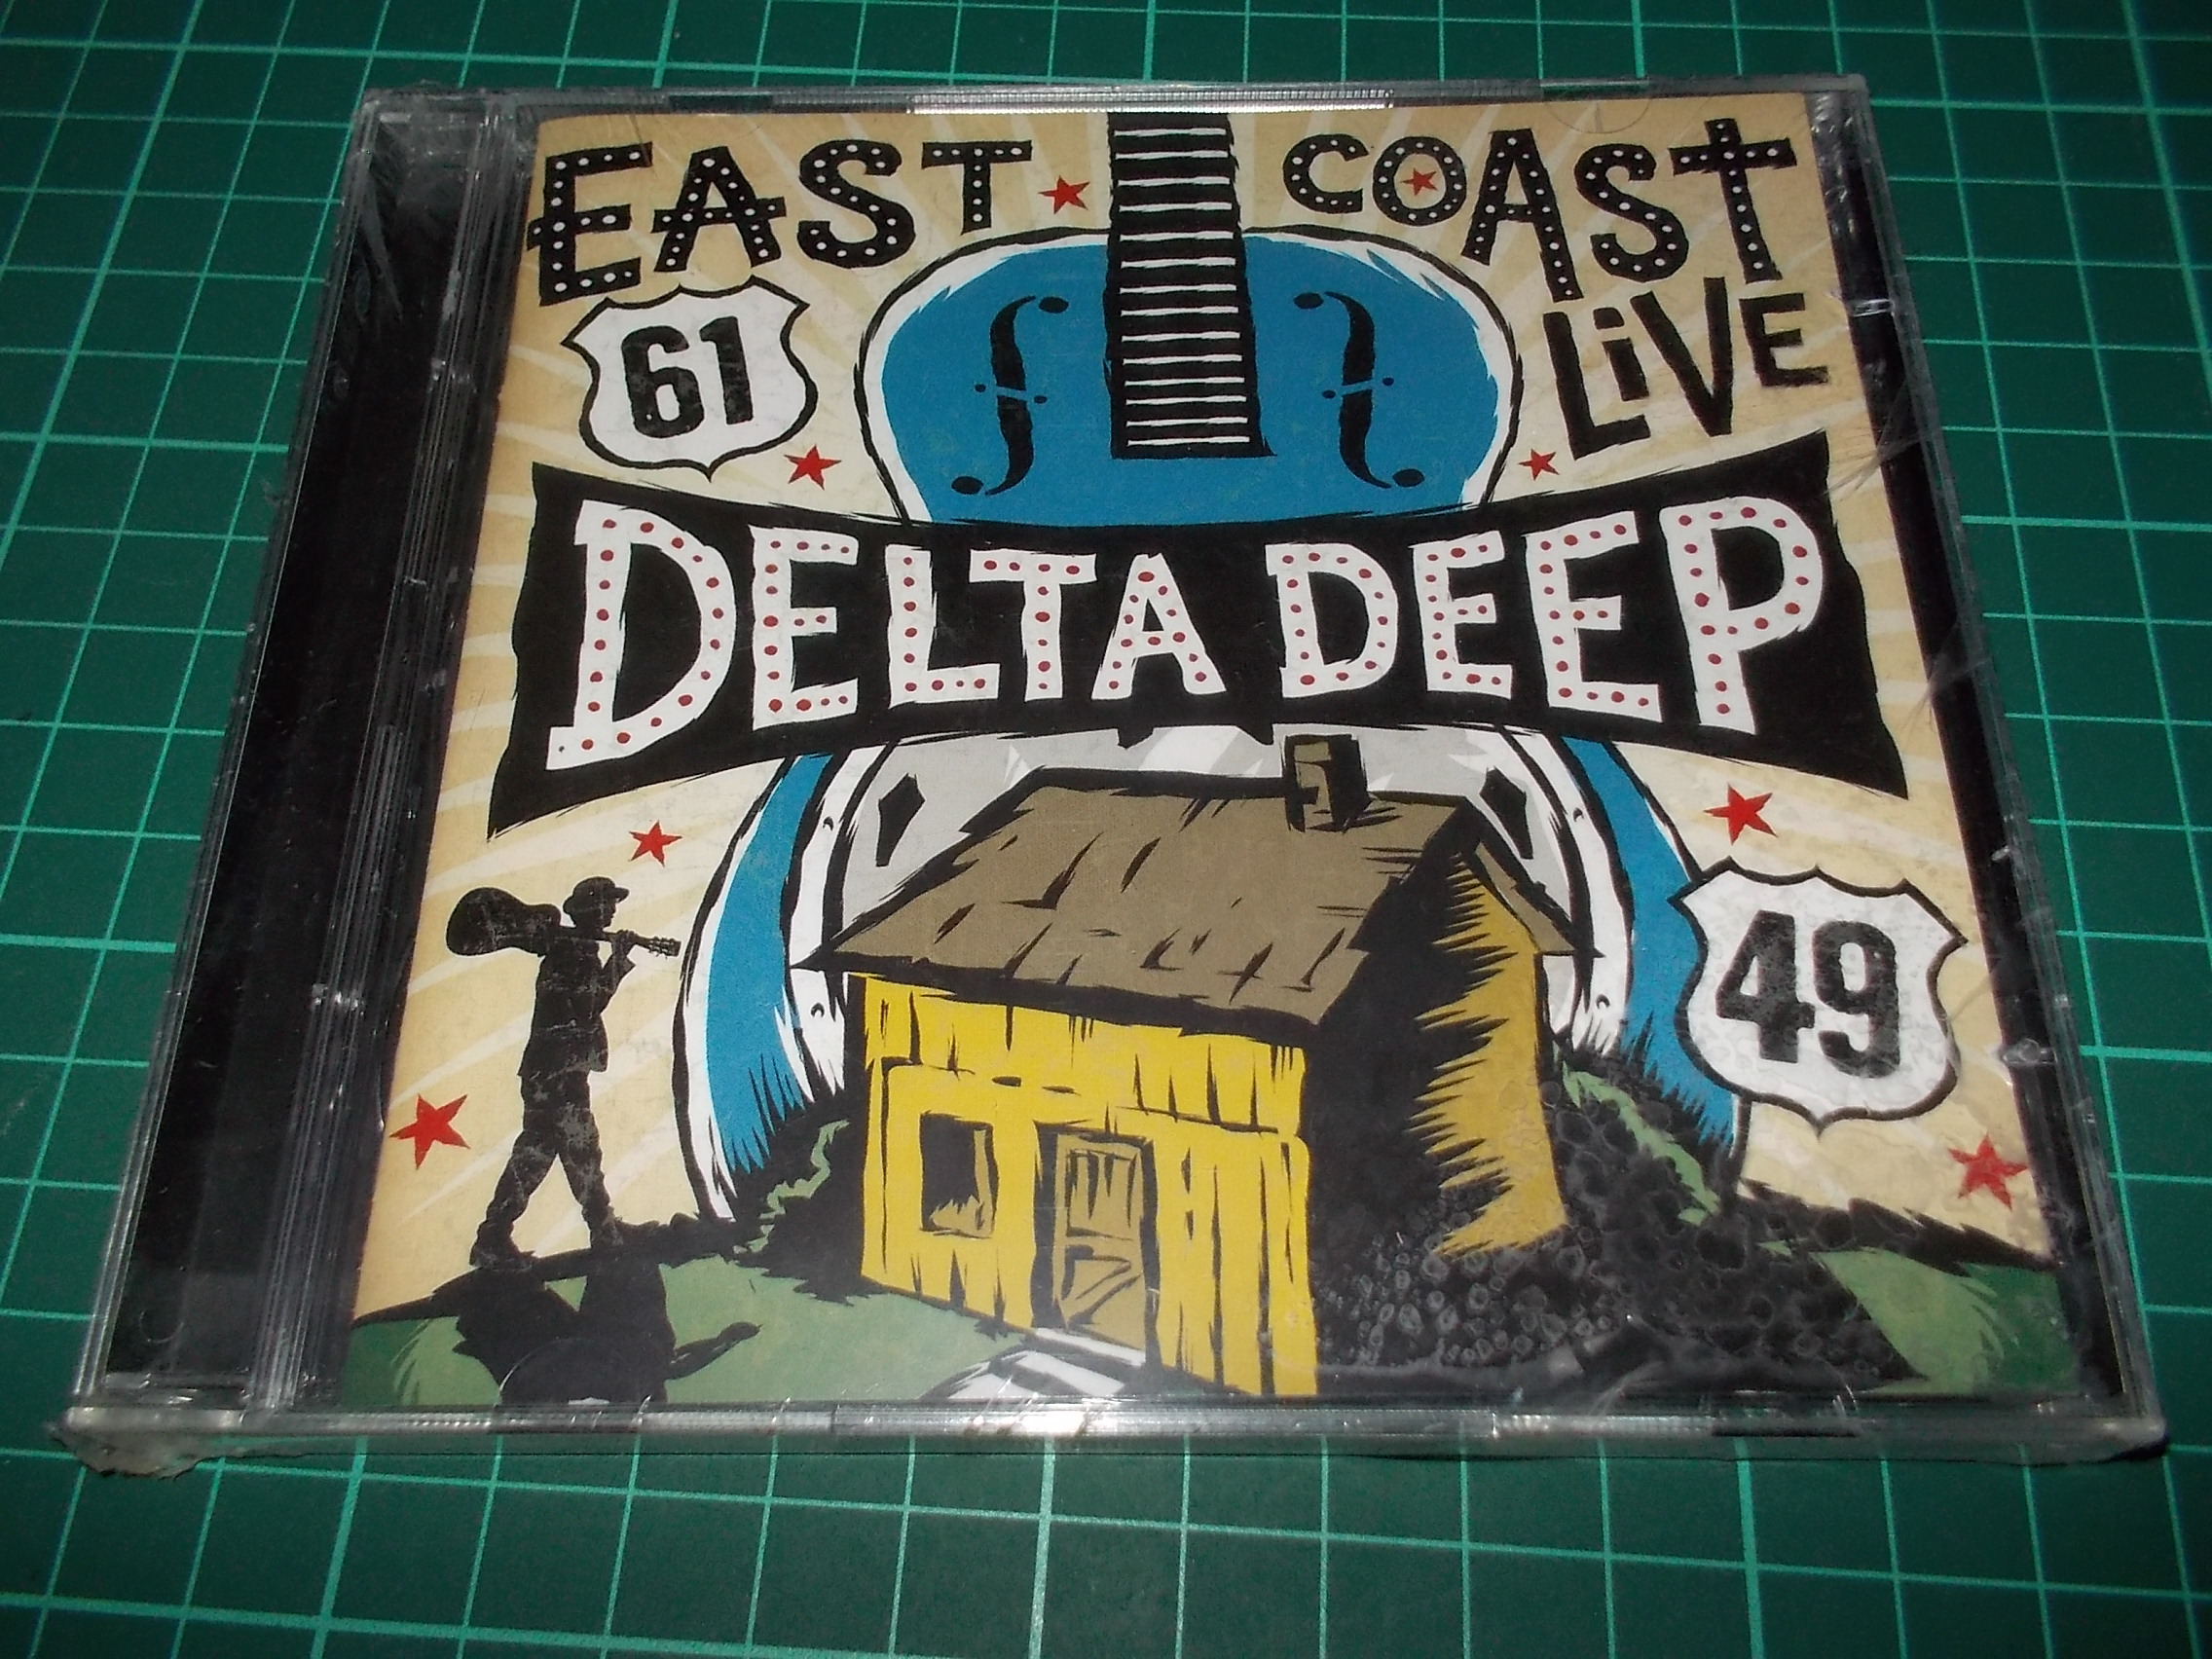 EAST COAST
LiVE
61
DELTA DEEP
49